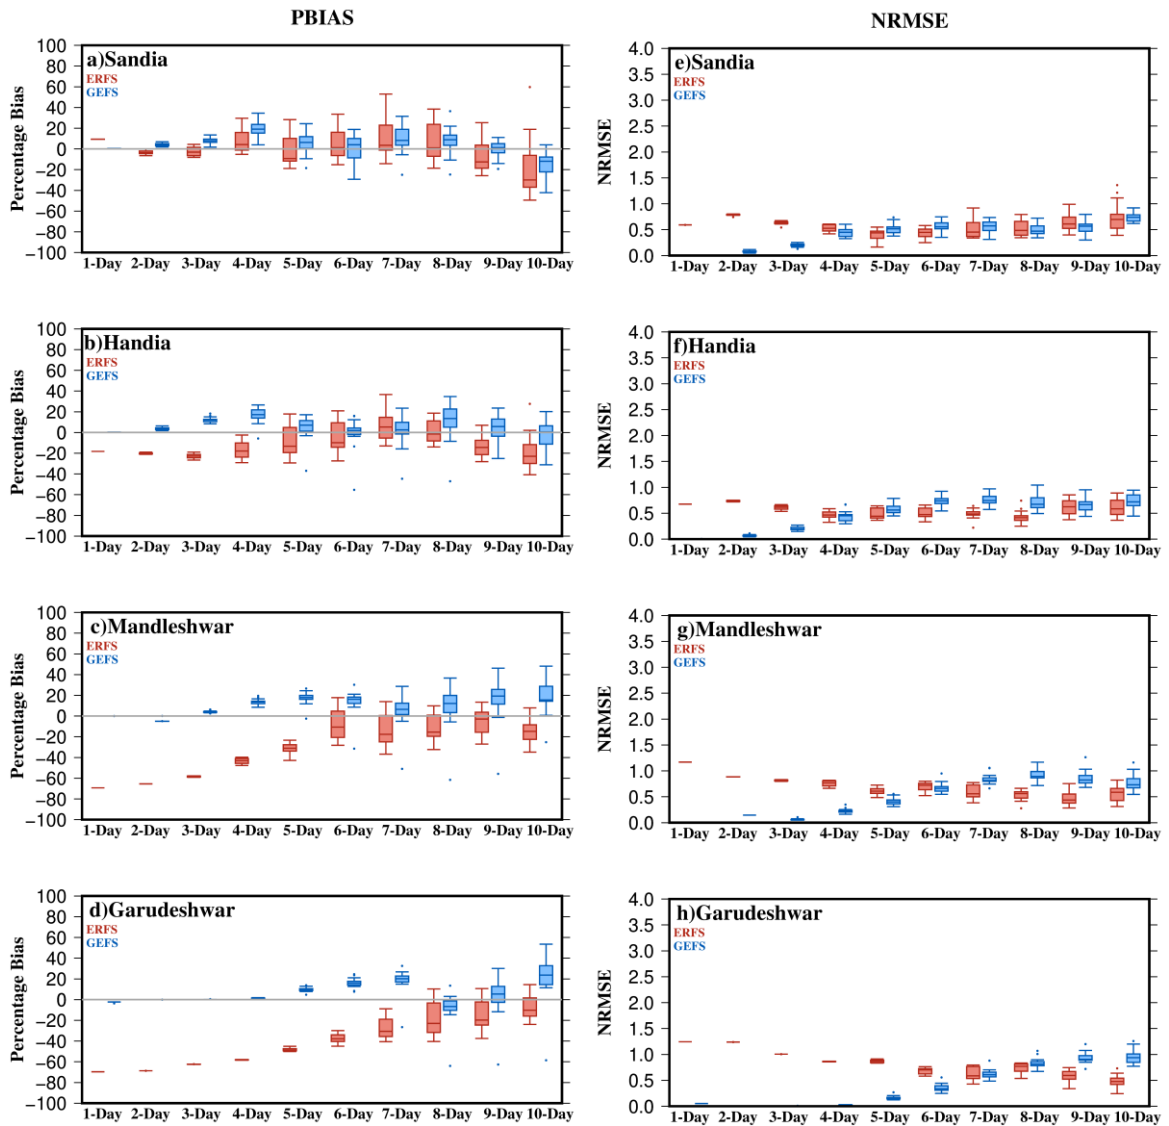 PBIAS
NRMSE
a)Sandia
ERFS
GEFS
Percentage Bias
100
80
60
40
20
0
−20
−40
−60
−80
−100
1-Day 2-Day 3-Day 4-Day 5-Day 6-Day 7-Day 8-Day 9-Day 10-Day
e)Sandia
ERFS
GEFS
NRMSE
4.0
3.5
3.0
2.5
2.0
1.5
1.0
0.5
0.0
1-Day 2-Day 3-Day 4-Day 5-Day 6-Day 7-Day 8-Day 9-Day 10-Day
b)Handia
ERFS
GEFS
Percentage Bias
100
80
60
40
20
0
−20
−40
−60
−80
−100
1-Day 2-Day 3-Day 4-Day 5-Day 6-Day 7-Day 8-Day 9-Day 10-Day
f)Handia
ERFS
GEFS
NRMSE
4.0
3.5
3.0
2.5
2.0
1.5
1.0
0.5
0.0
1-Day 2-Day 3-Day 4-Day 5-Day 6-Day 7-Day 8-Day 9-Day 10-Day
c)Mandleshwar
ERFS
GEFS
Percentage Bias
100
80
60
40
20
0
−20
−40
−60
−80
−100
1-Day 2-Day 3-Day 4-Day 5-Day 6-Day 7-Day 8-Day 9-Day 10-Day
g)Mandleshwar
ERFS
GEFS
NRMSE
4.0
3.5
3.0
2.5
2.0
1.5
1.0
0.5
0.0
1-Day 2-Day 3-Day 4-Day 5-Day 6-Day 7-Day 8-Day 9-Day 10-Day
d)Garudeshwar
ERFS
GEFS
Percentage Bias
100
80
60
40
20
0
−20
−40
−60
−80
−100
1-Day 2-Day 3-Day 4-Day 5-Day 6-Day 7-Day 8-Day 9-Day 10-Day
h)Garudeshwar
ERFS
GEFS
NRMSE
4.0
3.5
3.0
2.5
2.0
1.5
1.0
0.5
0.0
1-Day 2-Day 3-Day 4-Day 5-Day 6-Day 7-Day 8-Day 9-Day 10-Day